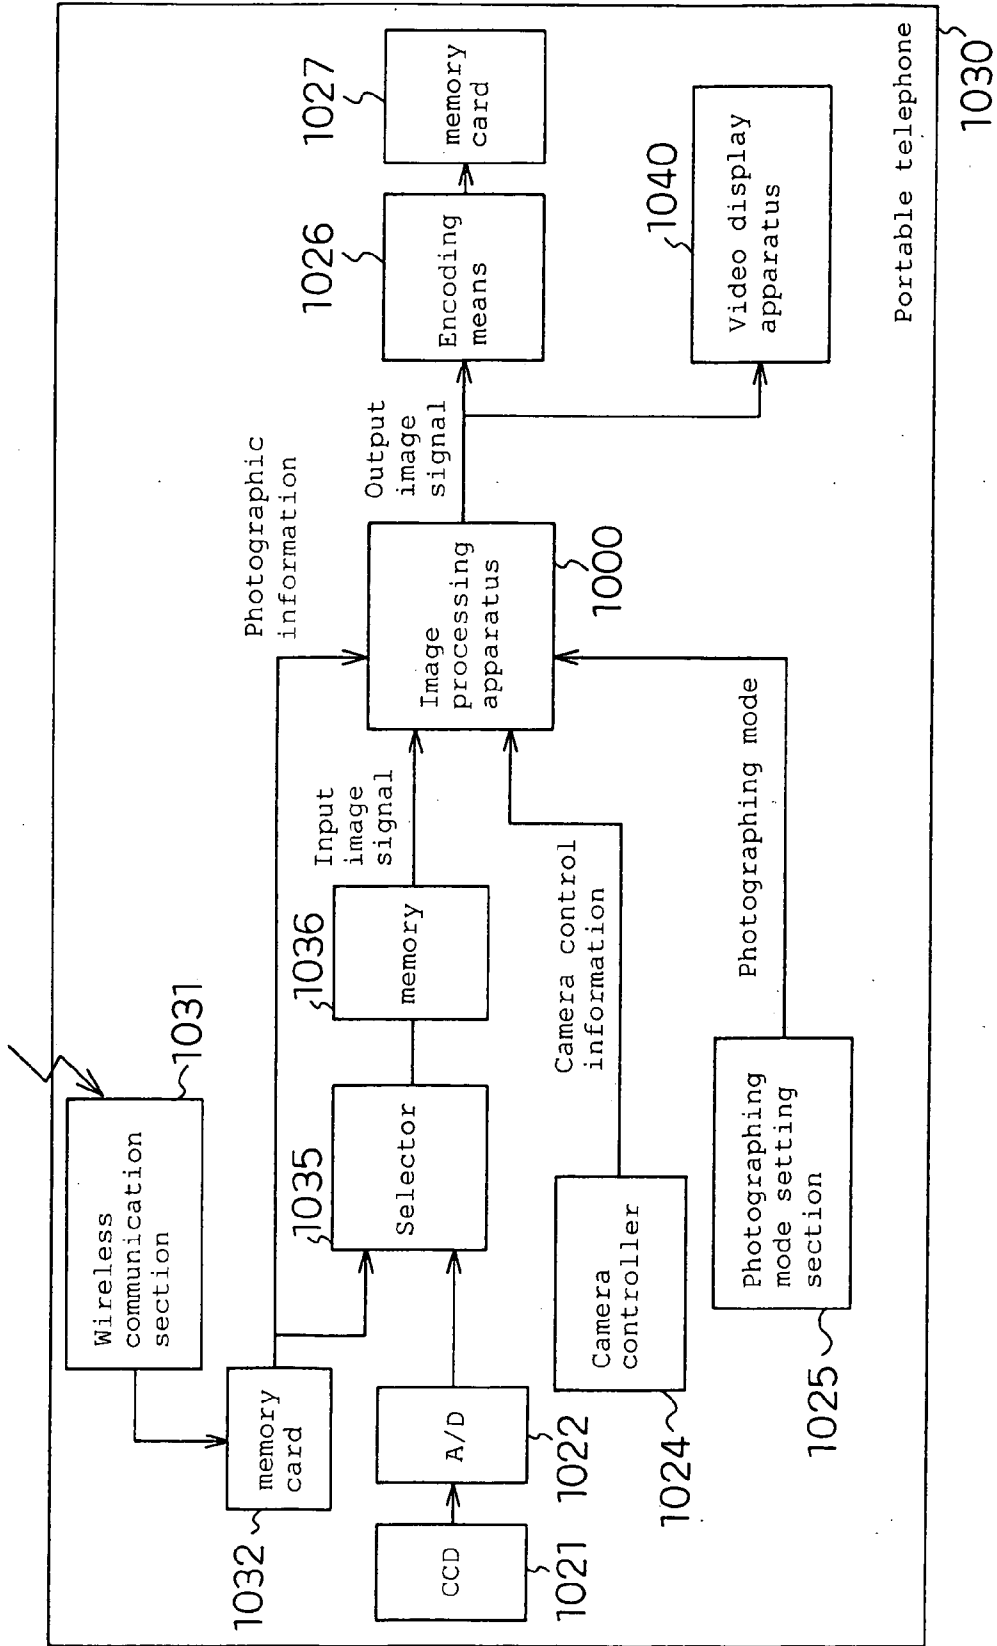 1031
Wireless
communication
section
1032
memory
card
CCD
1021
A/D
1022
1035
Selector
1036
memory
Input
image
signal
Photographic
information
Camera
controller
1024
Camera control
information
Photographing
mode setting
section
1025
Photographing mode
Image
processing
apparatus
1000
Output
image
signal
1026
Encoding
means
1027
memory
card
1040
Video display
apparatus
Portable telephone
1030